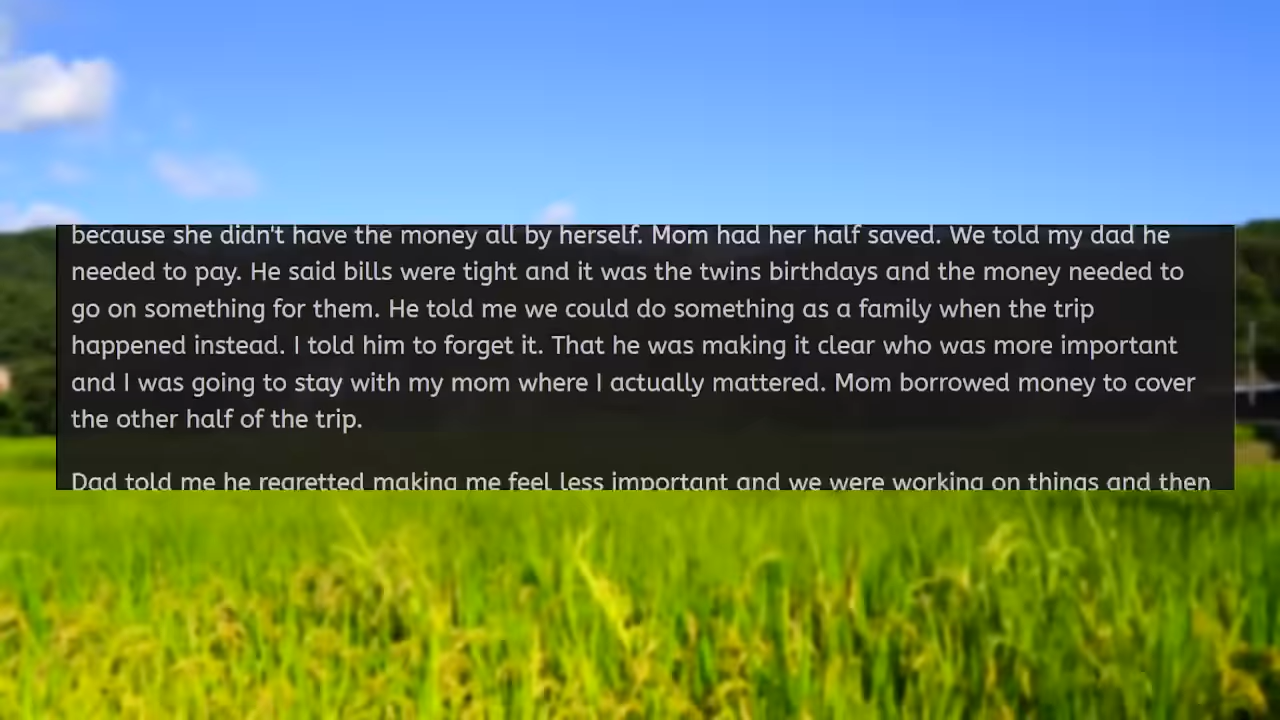 because she didn't have the money all by herself. Mom had her half saved. We told my dad he
needed to pay. He said bills were tight and it was the twins birthdays and the money needed to
go on something for them. He told me we could do something as a family when the trip
happened instead. I told him to forget it. That he was making it clear who was more important
and I was going to stay with my mom where I actually mattered. Mom borrowed money to cover
the other half of the trip.
Dad told me he regretted making me feel less important and we were working on things and then